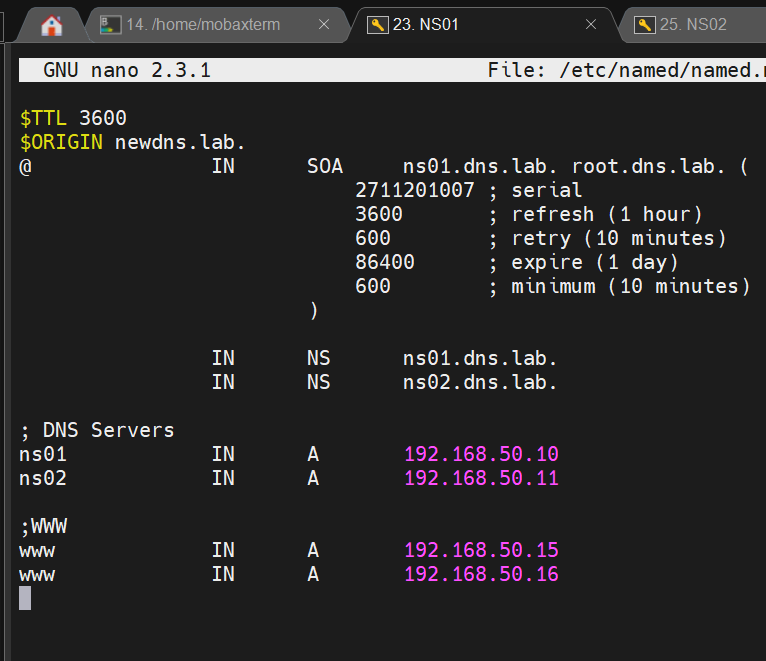 14. /home/mobaxterm
23. NS01
25. NS02
GNU nano 2.3.1 File: /etc/named/named.
$TTL 3600
$ORIGIN newdns.lab.
@ IN SOA ns01.dns.lab. root.dns.lab. (
2711201007 ; serial
3600 ; refresh (1 hour)
600 ; retry (10 minutes)
86400 ; expire (1 day)
600 ; minimum (10 minutes)
)
IN NS ns01.dns.lab.
IN NS ns02.dns.lab.
; DNS Servers
ns01 IN A 192.168.50.10
ns02 IN A 192.168.50.11
;WWW
www IN A 192.168.50.15
www IN A 192.168.50.16